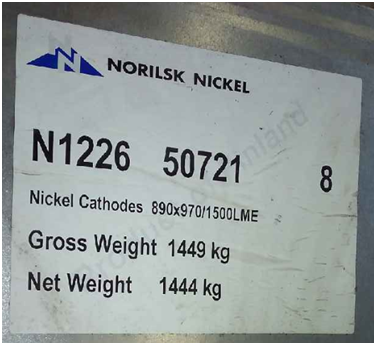 NORILSK NICKEL
N1226 50721 8
Nickel Cathodes 890x970/1500LME
Gross Weight 1449 kg
Net Weight 1444 kg